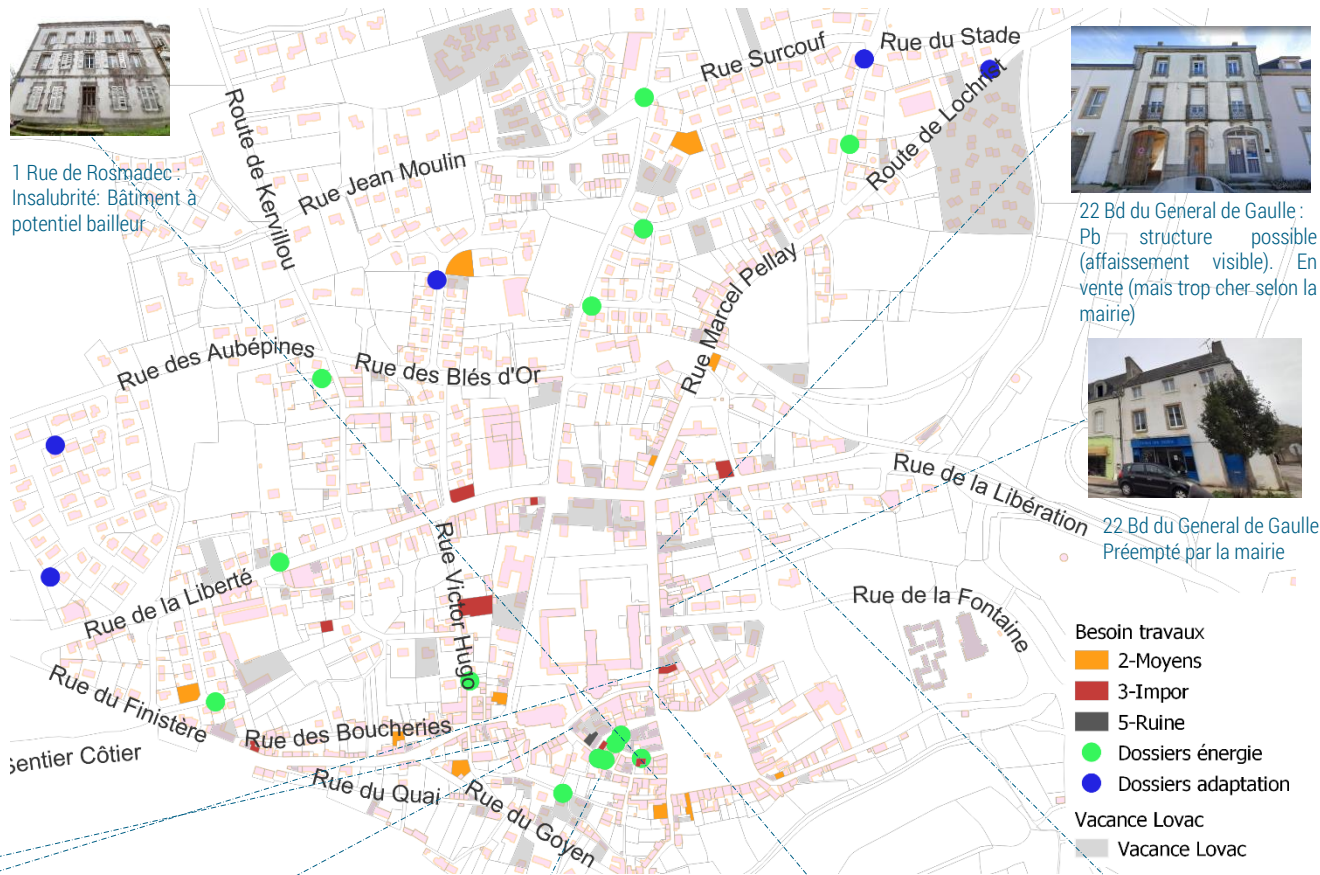 1 Rue de Rosmadec :
Insalubrité: Bâtiment à
potentiel bailleur
Rue Surcouf
Rue du Stade
Route de Lochrist
Route de Kervillou
Rue Jean Moulin
22 Bd du General de Gaulle :
Pb structure possible
(affaissement visible). En
vente (mais trop cher selon la
mairie)
Rue Marcel Pellay
Rue des Aubépines
Rue des Blés d'Or
Rue de la Libération
22 Bd du General de Gaulle
Préempté par la mairie
Rue Victor Hugo
Rue de la Liberté
Rue de la Fontaine
Rue du Finistère
Rue des Boucheries
sentier Côtier
Rue du Quai
Rue du Goyen
Besoin travaux
2-Moyens
3-Impor
5-Ruine
Dossiers énergie
Dossiers adaptation
Vacance Lovac
Vacance Lovac